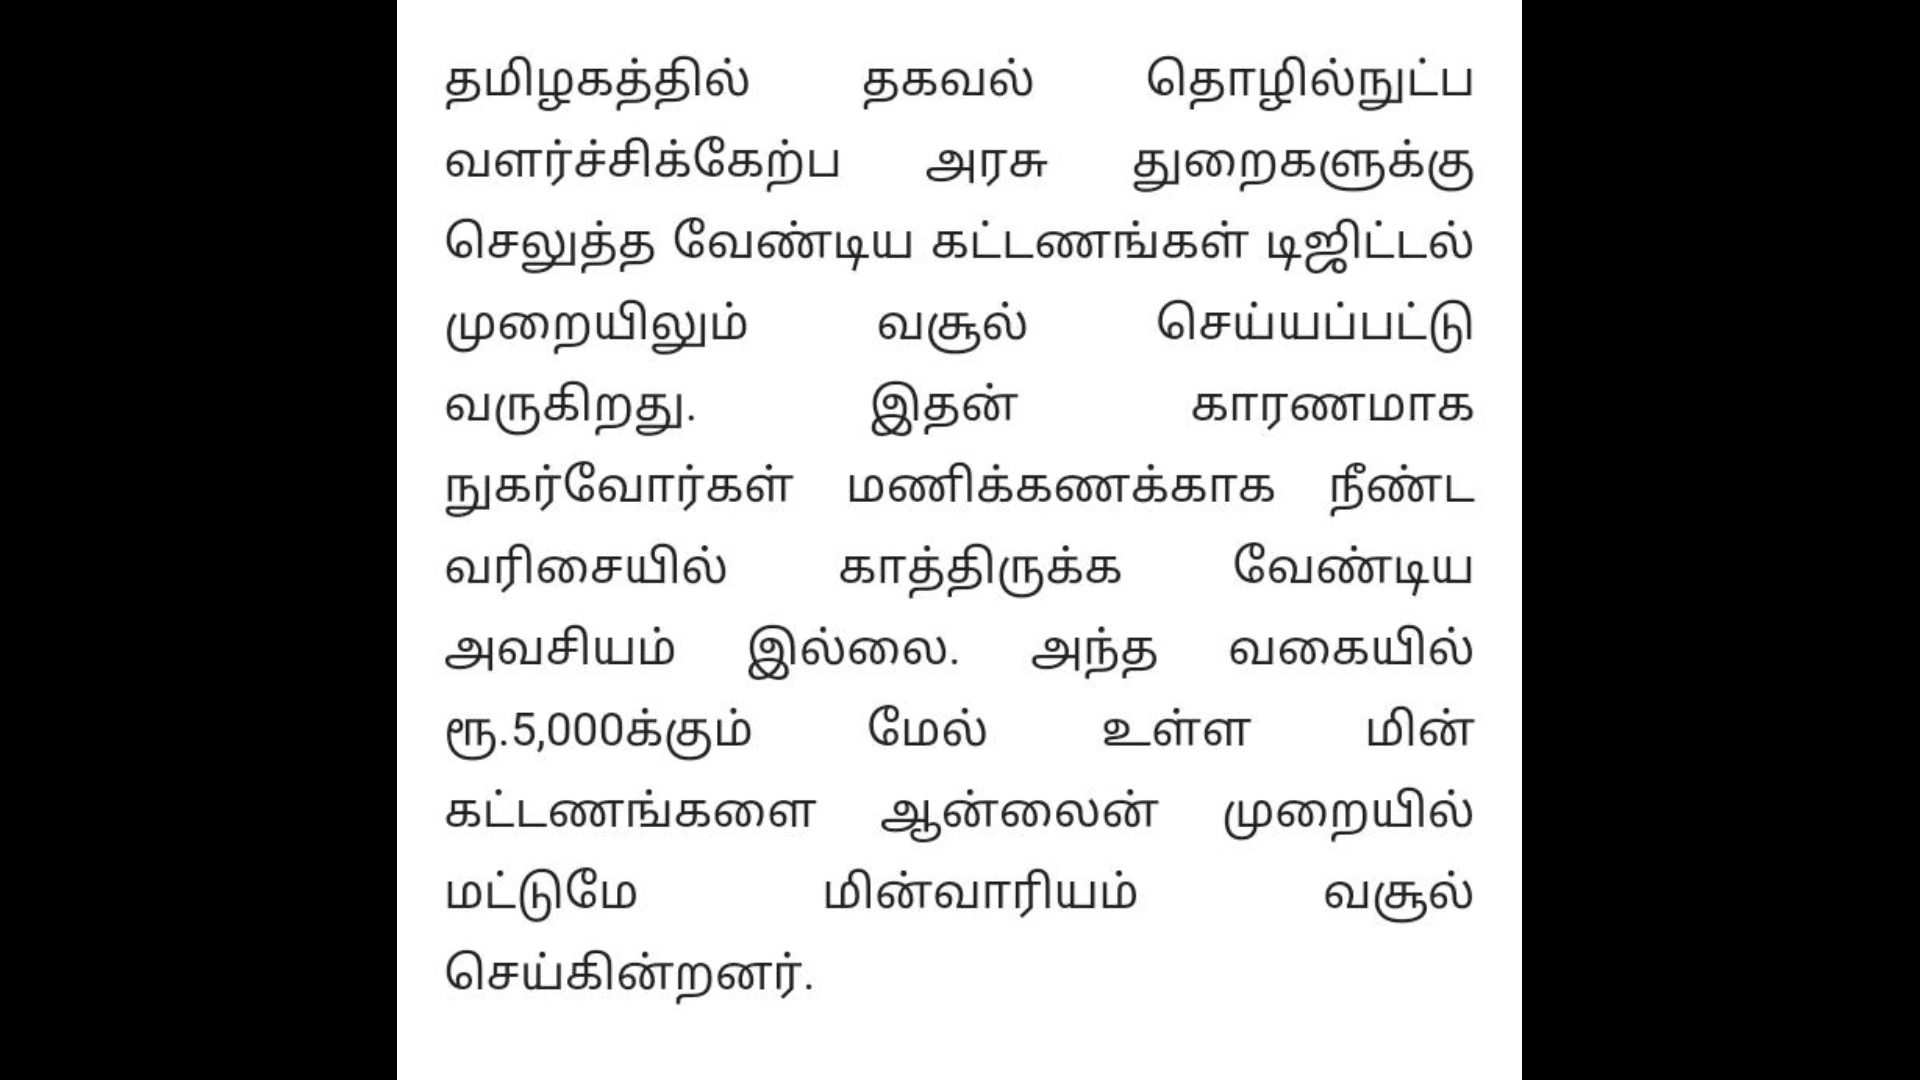 தமிழகத்தில் தகவல் தொழில்நுட்ப
வளர்ச்சிக்கேற்ப அரசு துறைகளுக்கு
செலுத்த வேண்டிய கட்டணங்கள் டிஜிட்டல்
முறையிலும் வசூல் செய்யப்பட்டு
வருகிறது. இதன் காரணமாக
நுகர்வோர்கள் மணிக்கணக்காக நீண்ட
வரிசையில் காத்திருக்க வேண்டிய
அவசியம் இல்லை. அந்த வகையில்
ரூ.5,000க்கும் மேல் உள்ள மின்
கட்டணங்களை ஆன்லைன் முறையில்
மட்டுமே மின்வாரியம் வசூல்
செய்கின்றனர்.